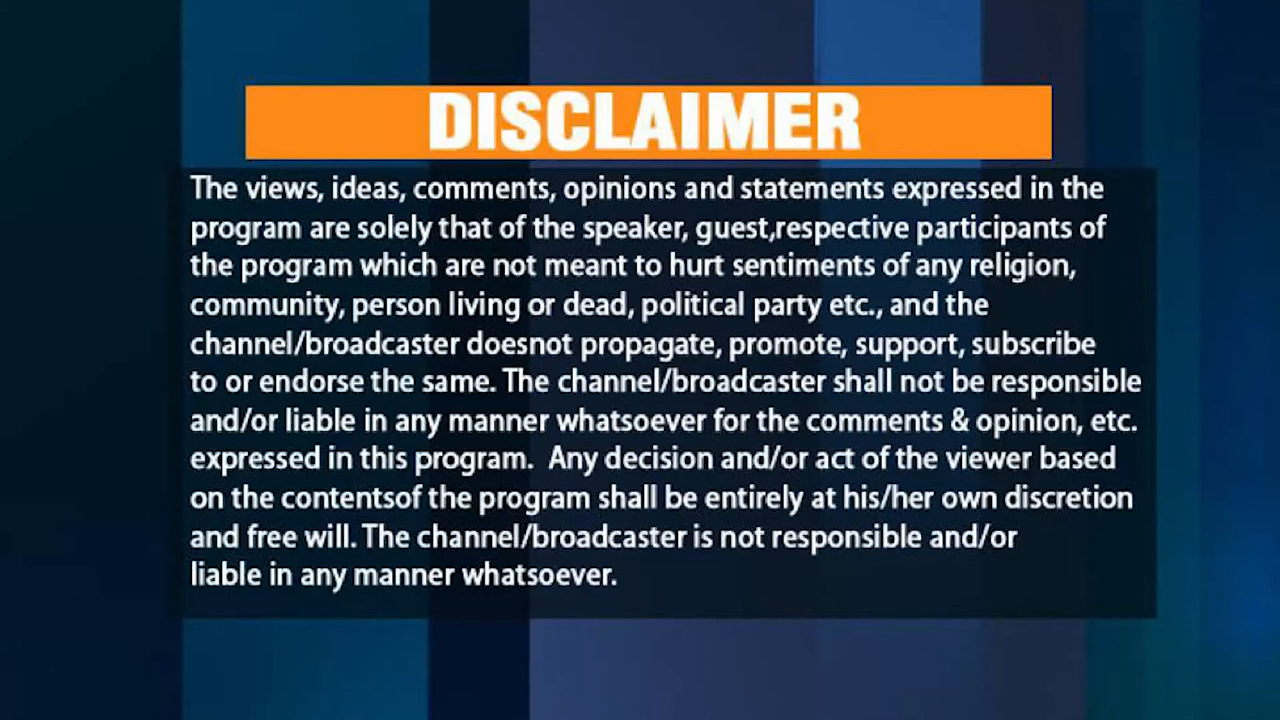 DISCLAIMER
The views, ideas, comments, opinions and statements expressed in the
program are solely that of the speaker, guest,respective participants of
the program which are not meant to hurt sentiments of any religion,
community, person living or dead, political party etc., and the
channel/broadcaster doesnot propagate, promote, support, subscribe
to or endorse the same. The channel/broadcaster shall not be responsible
and/or liable in any manner whatsoever for the comments & opinion, etc.
expressed in this program.  Any decision and/or act of the viewer based
on the contentsof the program shall be entirely at his/her own discretion
and free will. The channel/broadcaster is not responsible and/or
liable in any manner whatsoever.